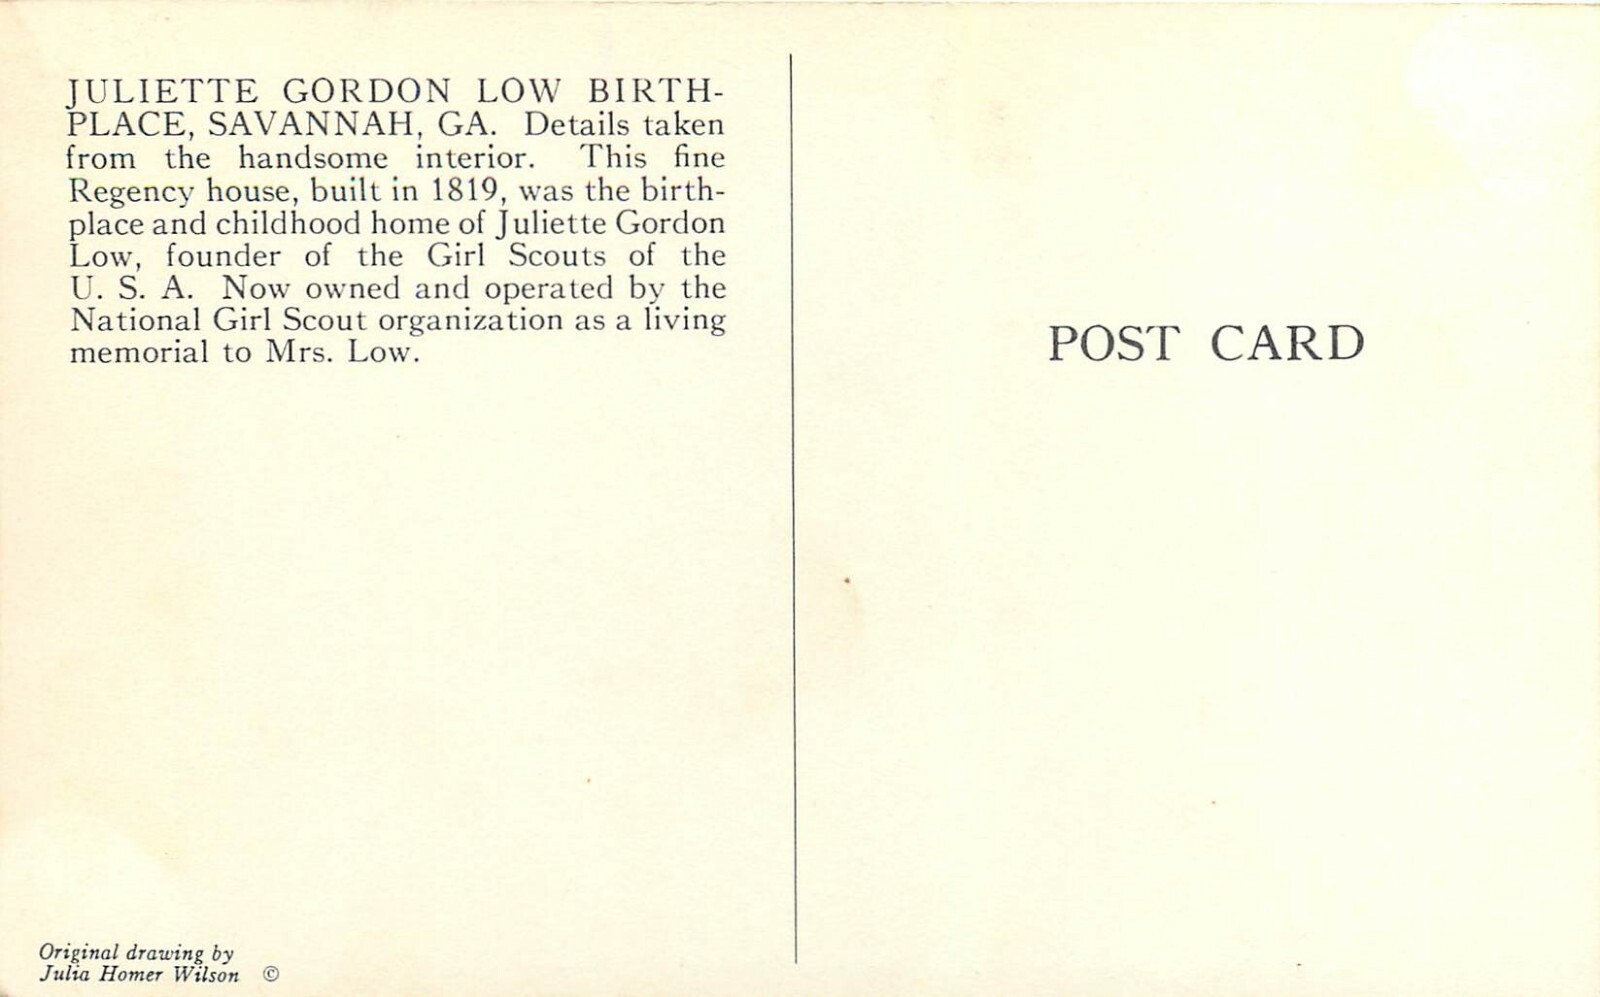 JULIETTE GORDON LOW BIRTH-
PLACE, SAVANNAH, GA. Details taken
from the handsome interior. This fine
Regency house, built in 1819, was the birth-
place and childhood home of Juliette Gordon
Low, founder of the Girl Scouts of the
U. S. A. Now owned and operated by the
National Girl Scout organization as a living
memorial to Mrs. Low.
POST CARD
Original drawing by
Julia Homer Wilson ©